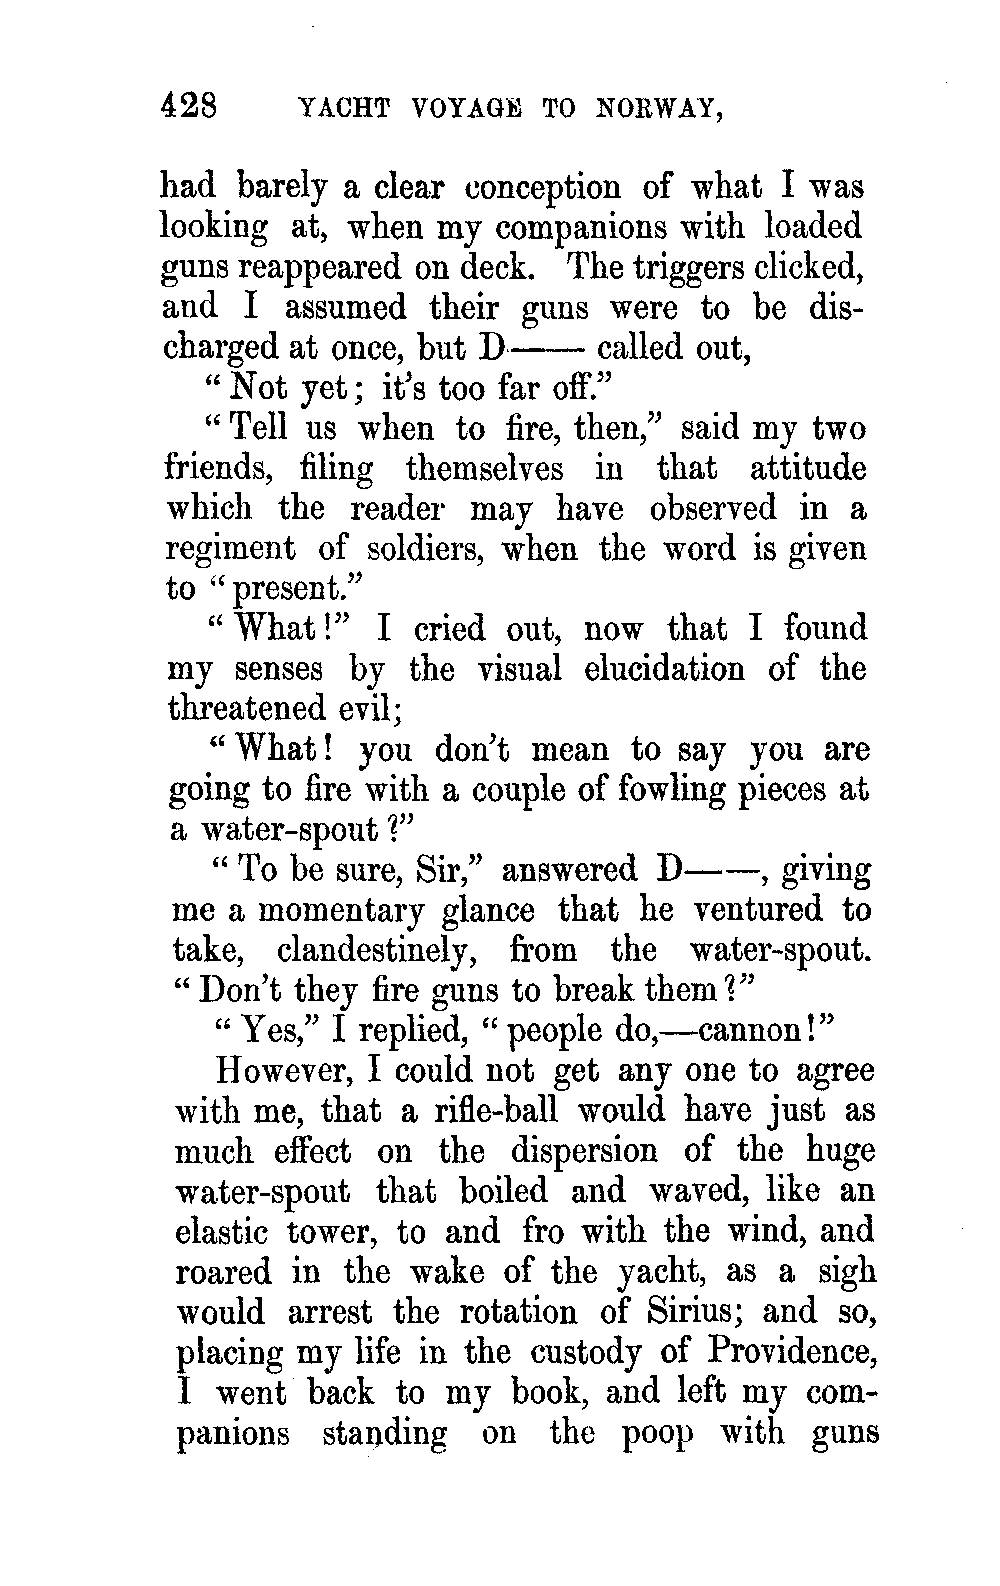 428 YACHT VOYAGE TO NORWAY,
had barely a clear conception of what I was
looking at, when my companions with loaded
guns reappeared on deck. The triggers clicked,
and I assumed their guns were to be dis-
charged at once, but D—— called out,
“Not yet; it’s too far off.”
“Tell us when to fire, then,” said my two
friends, filing themselves in that attitude
which the reader may have observed in a
regiment of soldiers, when the word is given
to “present.”
“What!” I cried out, now that I found
my senses by the visual elucidation of the
threatened evil;
“What! you don’t mean to say you are
going to fire with a couple of fowling pieces at
a water-spout?”
“To be sure, Sir,” answered D——, giving
me a momentary glance that he ventured to
take, clandestinely, from the water-spout.
“Don’t they fire guns to break them?”
“Yes,” I replied, “people do,—cannon!”
However, I could not get any one to agree
with me, that a rifle-ball would have just as
much effect on the dispersion of the huge
water-spout that boiled and waved, like an
elastic tower, to and fro with the wind, and
roared in the wake of the yacht, as a sigh
would arrest the rotation of Sirius; and so,
placing my life in the custody of Providence,
I went back to my book, and left my com-
panions standing on the poop with guns